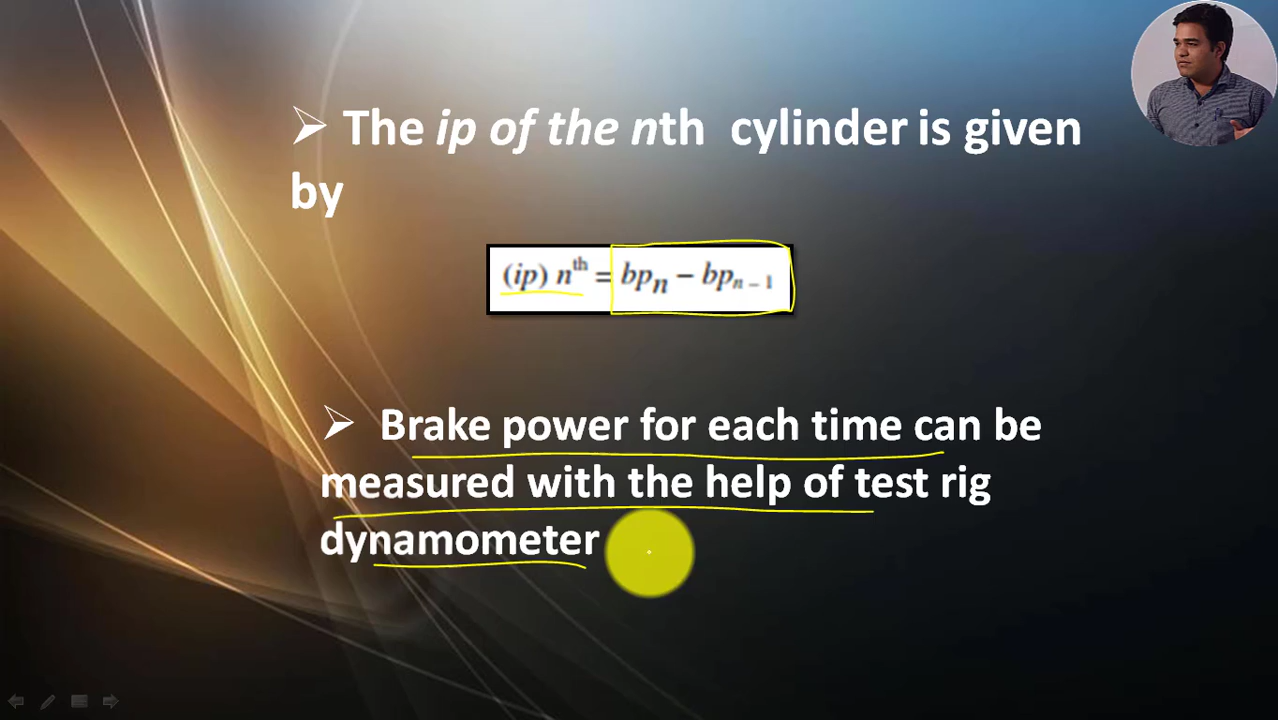 ➢ The ip of the nth cylinder is given
by
(ip) nᵗʰ = bpₙ − bpₙ₋₁
➢ Brake power for each time can be
measured with the help of test rig
dynamometer